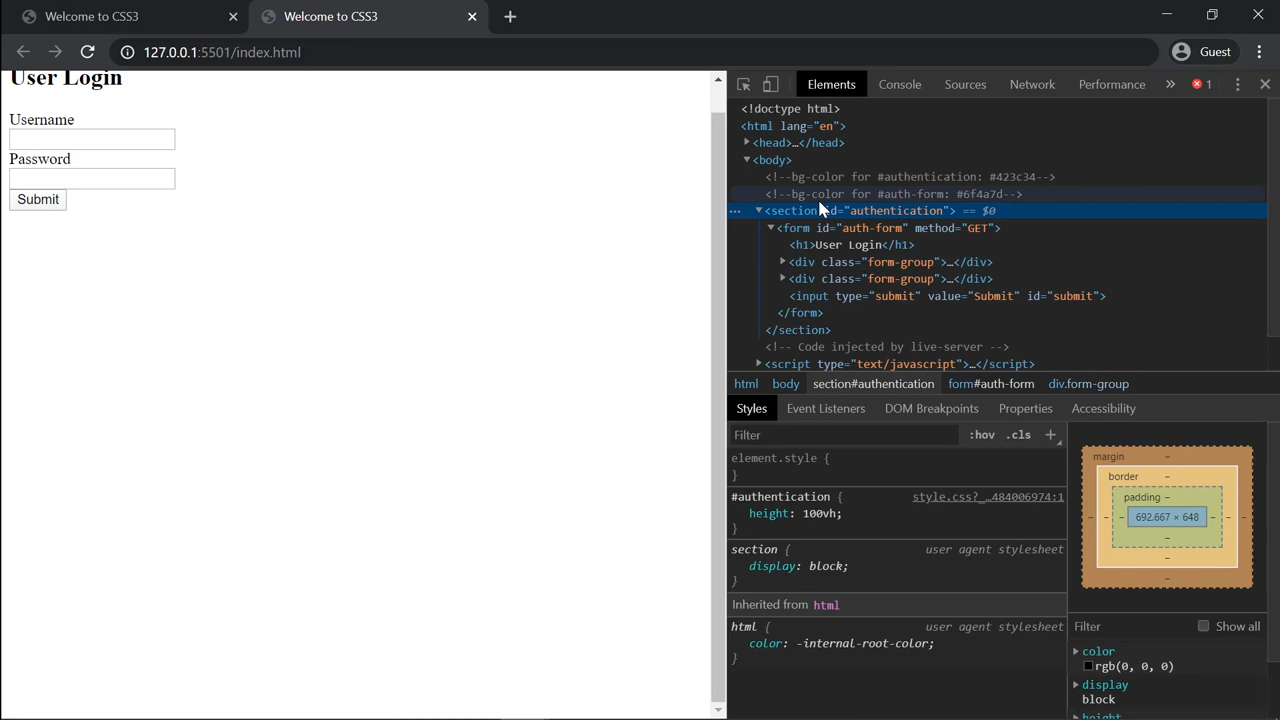 Welcome to CSS3
Welcome to CSS3
127.0.0.1:5501/index.html
Guest
User Login
Username
Password
Submit
Elements
Console
Sources
Network
Performance
1
<!doctype html>
<html lang="en">
<head>…</head>
<body>
<!--bg-color for #authentication: #423c34-->
<!--bg-color for #auth-form: #6f4a7d-->
<section id="authentication"> == $0
<form id="auth-form" method="GET">
<h1>User Login</h1>
<div class="form-group">…</div>
<div class="form-group">…</div>
<input type="submit" value="Submit" id="submit">
</form>
</section>
<!-- Code injected by live-server -->
<script type="text/javascript">…</script>
html body section#authentication form#auth-form div.form-group
Styles Event Listeners DOM Breakpoints Properties Accessibility
Filter
:hov .cls +
element.style {
}
#authentication { style.css?_…484006974:1
height: 100vh;
}
section { user agent stylesheet
display: block;
}
Inherited from html
html { user agent stylesheet
color: -internal-root-color;
}
margin -
border -
padding -
- - - 692.667 × 648 - - -
-
-
-
Filter
Show all
color
rgb(0, 0, 0)
display
block
height